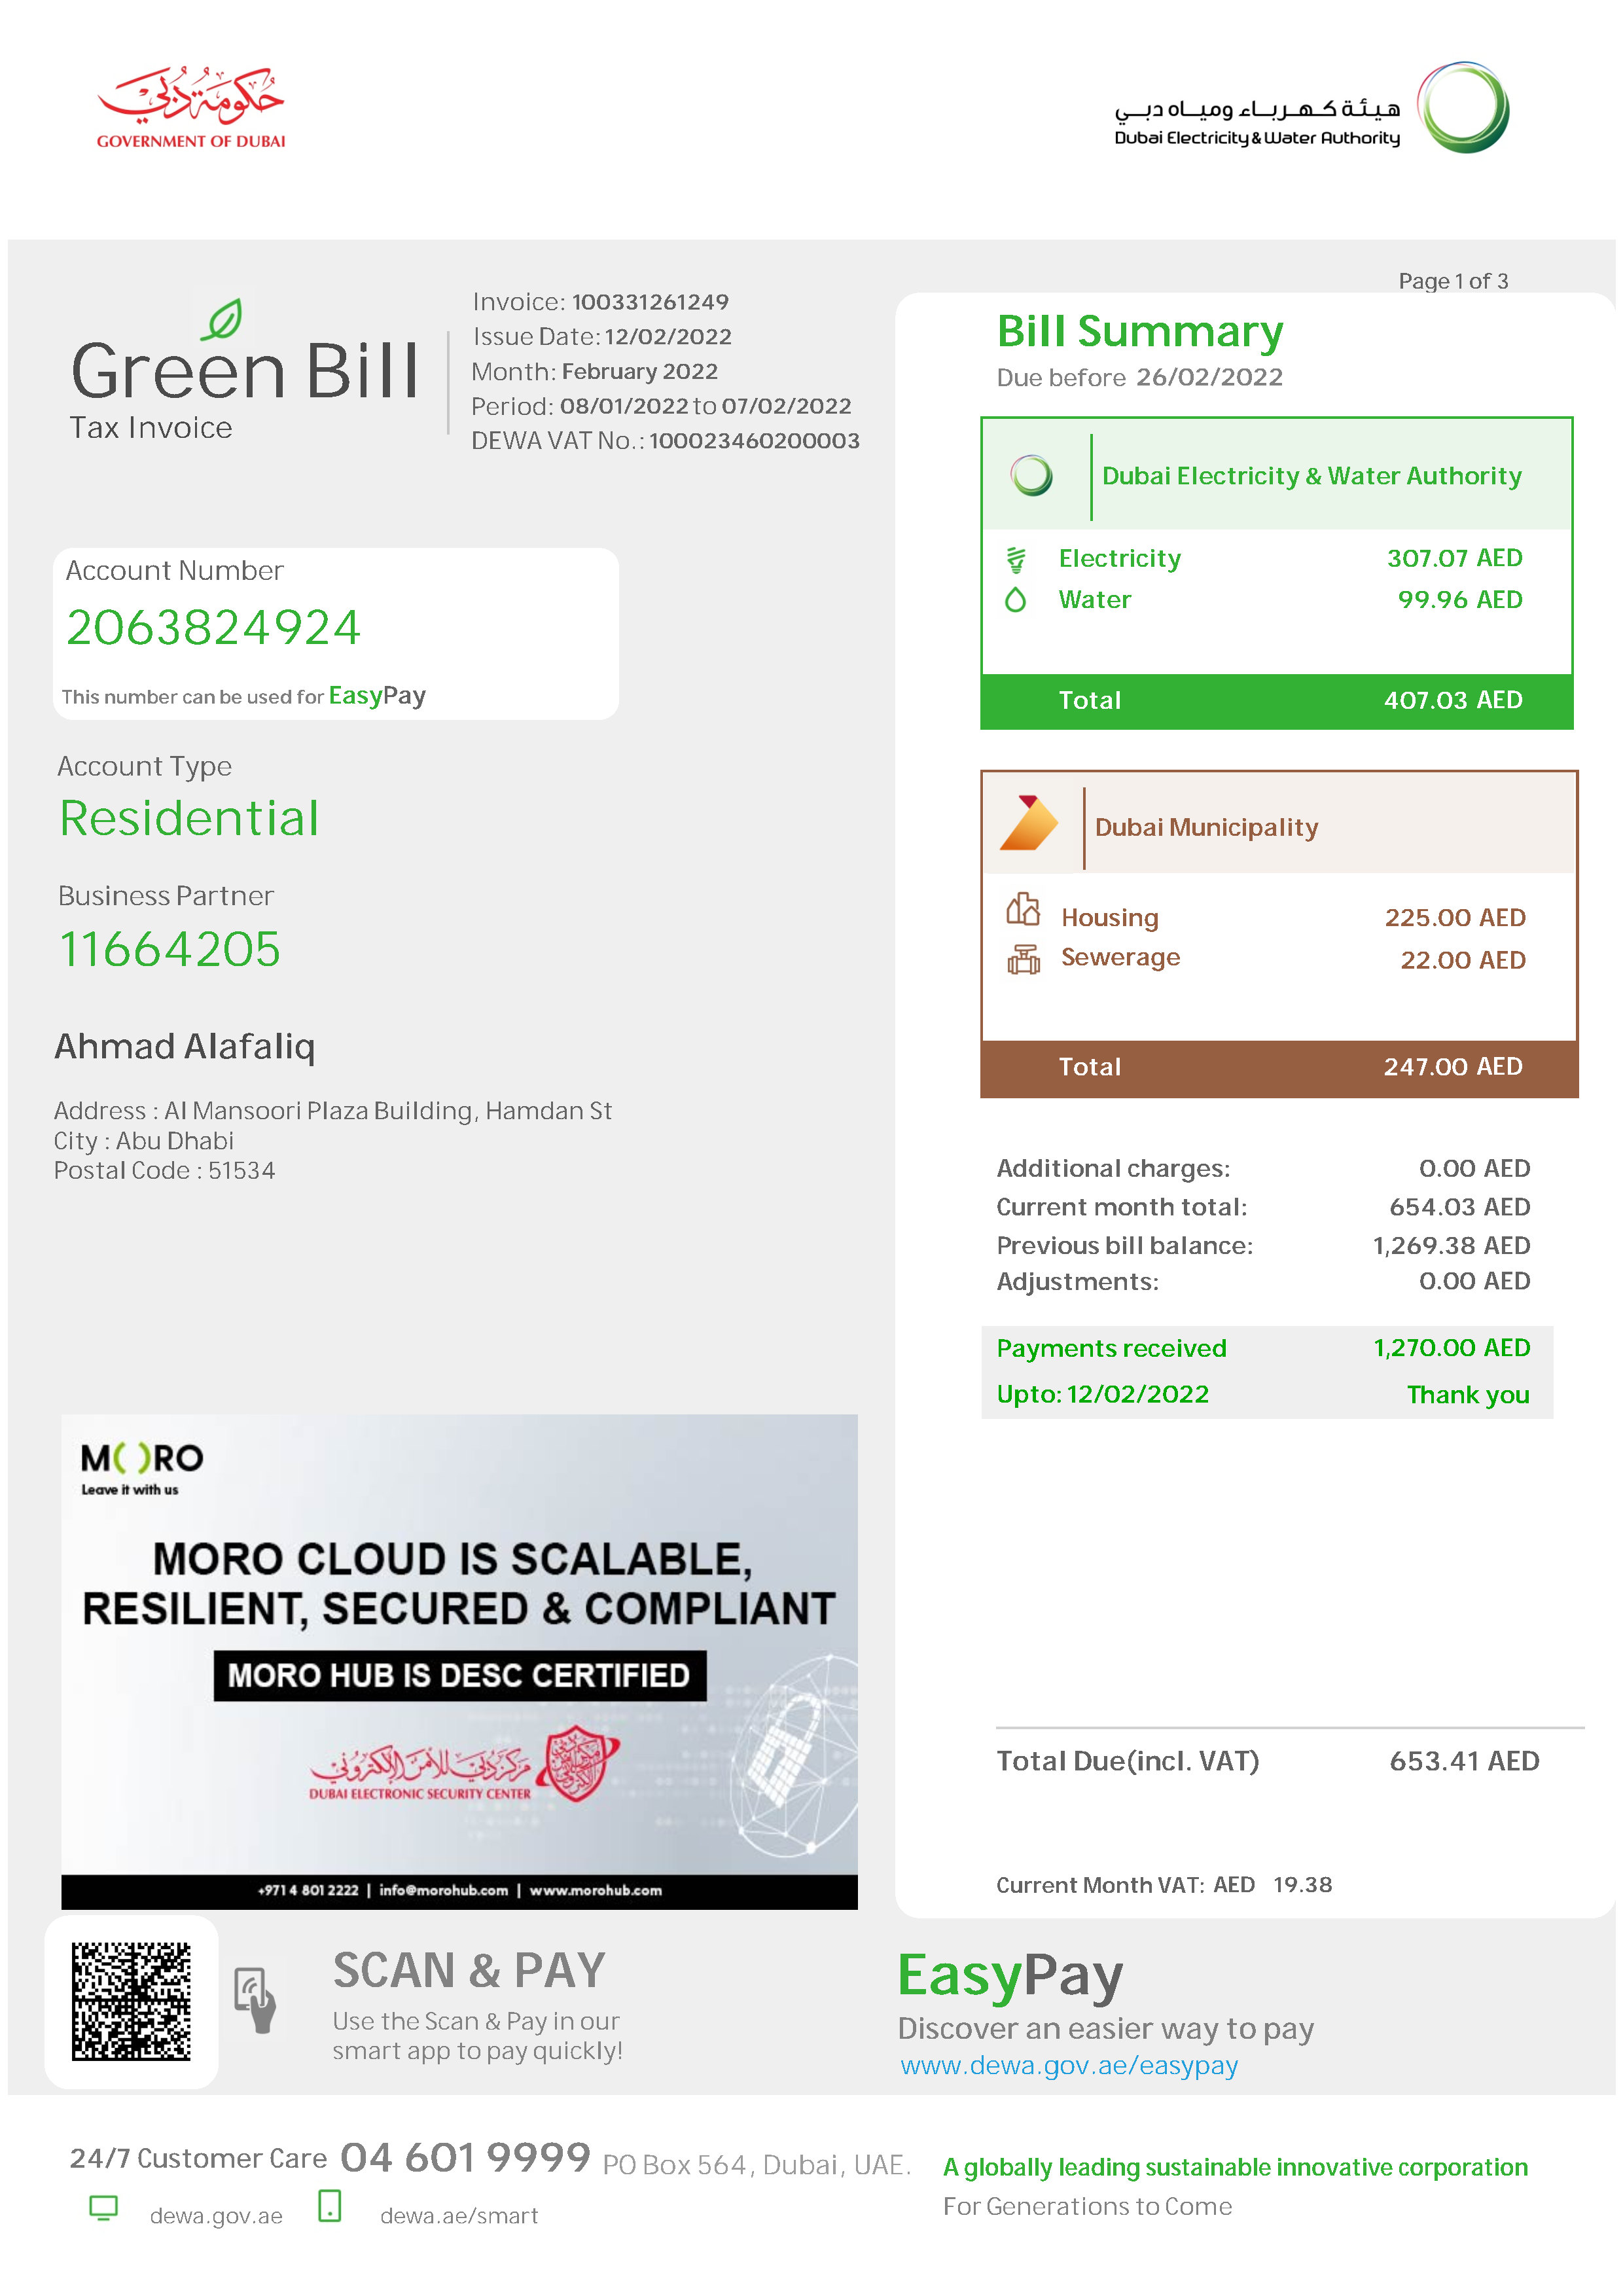 حكومة دبي
GOVERNMENT OF DUBAI
هيئة كهرباء ومياه دبي
Dubai Electricity & Water Authority
Page 1 of 3
Green Bill
Tax Invoice
Invoice: 100331261249
Issue Date: 12/02/2022
Month: February 2022
Period: 08/01/2022 to 07/02/2022
DEWA VAT No.: 100023460200003
Account Number
2063824924
This number can be used for EasyPay
Account Type
Residential
Business Partner
11664205
Ahmad Alafaliq
Address : Al Mansoori Plaza Building, Hamdan St
City : Abu Dhabi
Postal Code : 51534
Bill Summary
Due before 26/02/2022
Dubai Electricity & Water Authority
Electricity 307.07 AED
Water 99.96 AED
Total 407.03 AED
Dubai Municipality
Housing 225.00 AED
Sewerage 22.00 AED
Total 247.00 AED
Additional charges: 0.00 AED
Current month total: 654.03 AED
Previous bill balance: 1,269.38 AED
Adjustments: 0.00 AED
Payments received 1,270.00 AED
Upto: 12/02/2022 Thank you
Total Due(incl. VAT) 653.41 AED
Current Month VAT: AED 19.38
MORO
Leave it with us
MORO CLOUD IS SCALABLE,
RESILIENT, SECURED & COMPLIANT
MORO HUB IS DESC CERTIFIED
مركز دبي للأمن الإلكتروني
DUBAI ELECTRONIC SECURITY CENTER
+971 4 801 2222 | info@morohub.com | www.morohub.com
SCAN & PAY
Use the Scan & Pay in our
smart app to pay quickly!
EasyPay
Discover an easier way to pay
www.dewa.gov.ae/easypay
24/7 Customer Care 04 601 9999 PO Box 564, Dubai, UAE.
dewa.gov.ae dewa.ae/smart
A globally leading sustainable innovative corporation
For Generations to Come